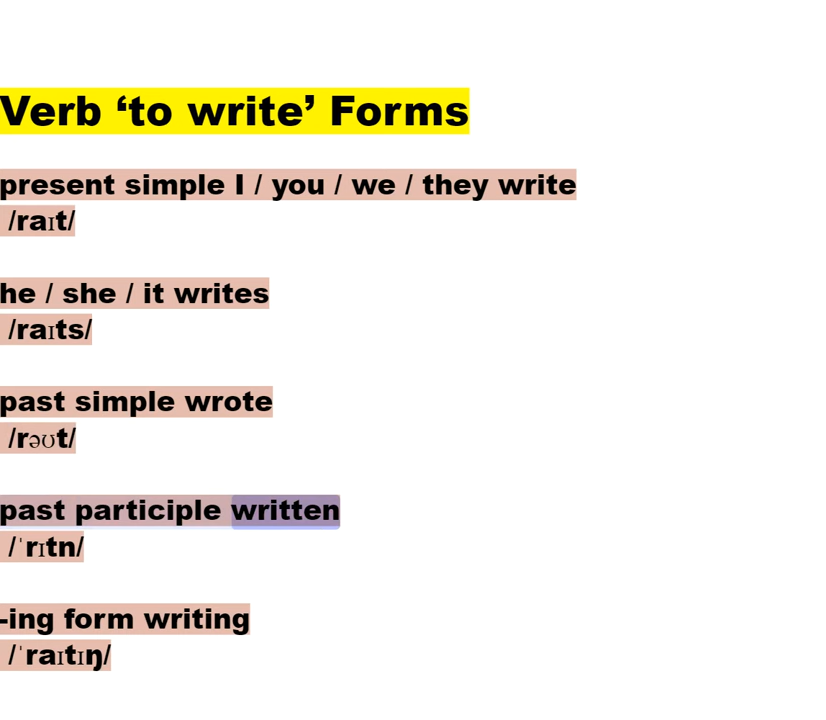 Verb ‘to write’ Forms
present simple I / you / we / they write
/raɪt/
he / she / it writes
/raɪts/
past simple wrote
/rəʊt/
past participle written
/ˈrɪtn/
-ing form writing
/ˈraɪtɪŋ/